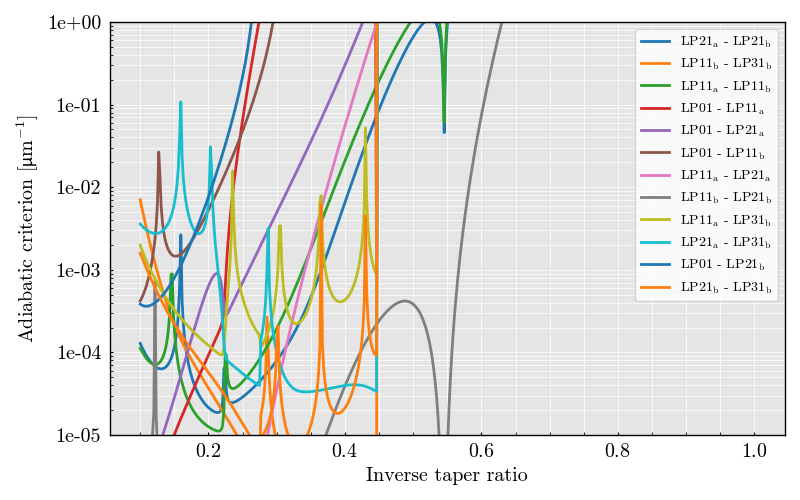 1e+00
1e-01
1e-02
1e-03
1e-04
1e-05
Adiabatic criterion [µm⁻¹]
0.2 0.4 0.6 0.8 1.0
Inverse taper ratio
LP21a - LP21b
LP11b - LP31b
LP11a - LP11b
LP01 - LP11a
LP01 - LP21a
LP01 - LP11b
LP11a - LP21a
LP11b - LP21b
LP11a - LP31b
LP21a - LP31b
LP01 - LP21b
LP21b - LP31b